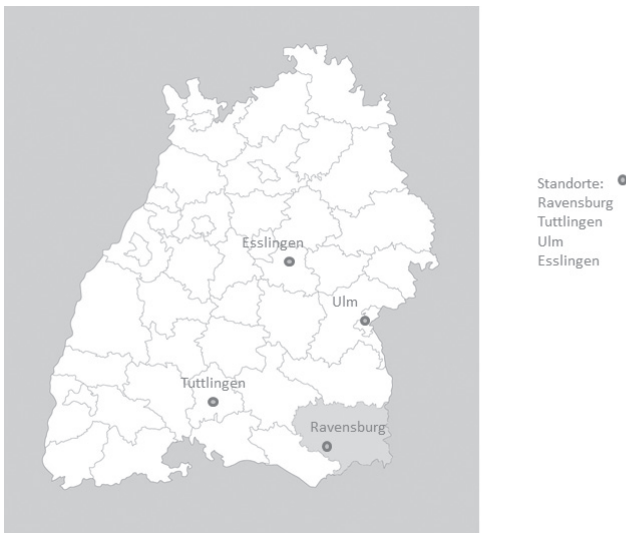 Esslingen
Ulm
Tuttlingen
Ravensburg
Standorte:
Ravensburg
Tuttlingen
Ulm
Esslingen